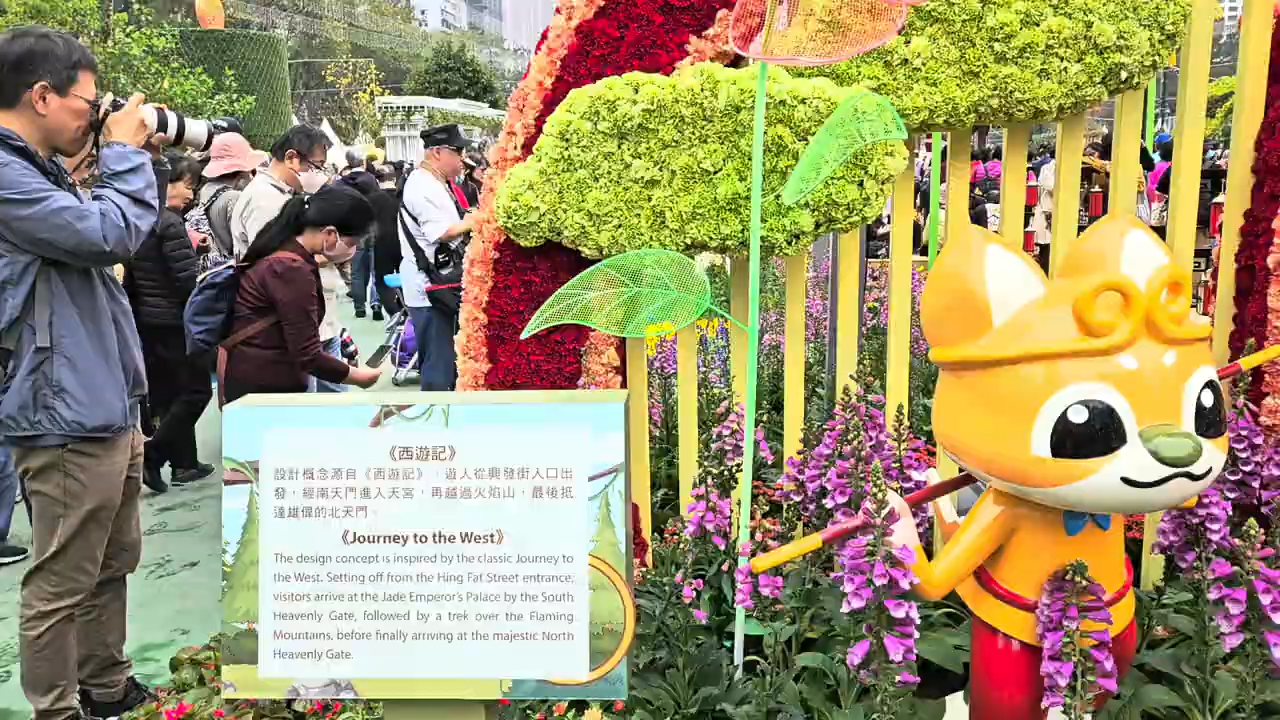 《西遊記》
設計概念源自《西遊記》，遊人從興發街入口出
發，經南天門進入天宮，再越過火焰山，最後抵
達雄偉的北天門。
《Journey to the West》
The design concept is inspired by the classic Journey to
the West. Setting off from the Hing Fat Street entrance,
visitors arrive at the Jade Emperor's Palace by the South
Heavenly Gate, followed by a trek over the Flaming
Mountains, before finally arriving at the majestic North
Heavenly Gate.